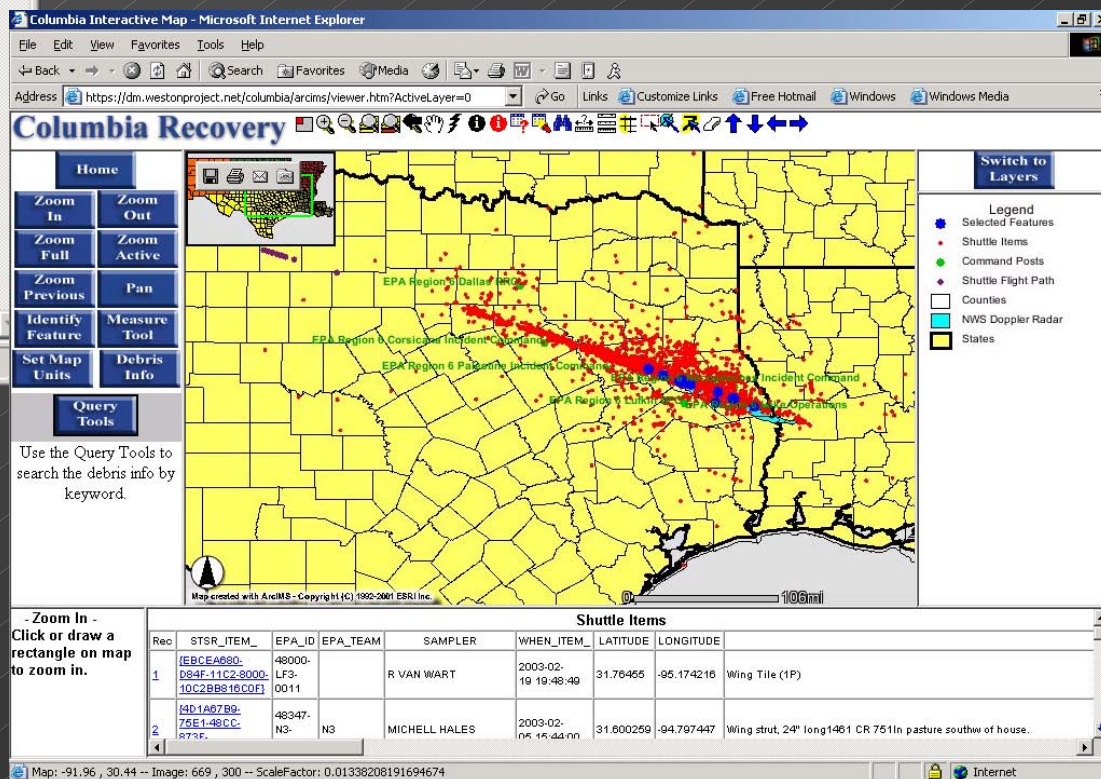 Columbia Interactive Map - Microsoft Internet Explorer
File Edit View Favorites Tools Help
Back Search Favorites Media
Address https://dm.westonproject.net/columbia/arcims/viewer.htm?ActiveLayer=0 Go Links Customize Links Free Hotmail Windows Windows Media
Columbia Recovery
Home
Zoom In
Zoom Out
Zoom Full
Zoom Active
Zoom Previous
Pan
Identify Feature
Measure Tool
Set Map Units
Debris Info
Query Tools
Use the Query Tools to
search the debris info by
keyword.
EPA Region 6 Dallas
EPA Region 6 Corsicana Incident Command
EPA Region 6 Palestine Incident Command
EPA Incident Command
EPA Region 6 Lufkin
Operations
Map created with ArcIMS - Copyright (C) 1992-2001 ESRI Inc.
0 106mi
Switch to
Layers
Legend
Selected Features
Shuttle Items
Command Posts
Shuttle Flight Path
Counties
NWS Doppler Radar
States
- Zoom In -
Click or draw a
rectangle on map
to zoom in.
Shuttle Items
Rec STSR_ITEM_ EPA_ID EPA_TEAM SAMPLER WHEN_ITEM_ LATITUDE LONGITUDE
1 {EBCEA680-D84F-11C2-8000-10C2BB816C0F} 48000-LF3-0011 R VAN WART 2003-02-19 19:48:49 31.76455 -95.174216 Wing Tile (1P)
2 {4D1A67B9-75E1-48CC-873F- 48347-N3- N3 MICHELL HALES 2003-02-05 15:44:00 31.600259 -94.797447 Wing strut, 24" long1461 CR 751In pasture southw of house.
Map: -91.96 , 30.44 -- Image: 669 , 300 -- ScaleFactor: 0.01338208191694674
Internet